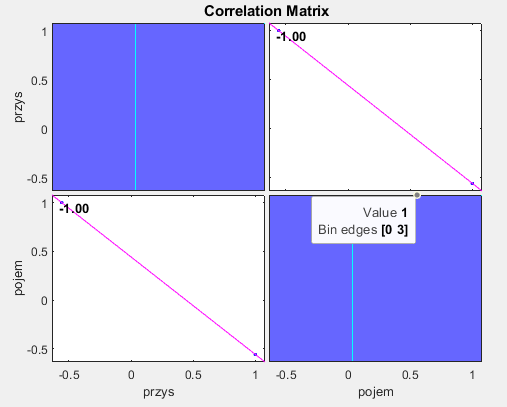 Correlation Matrix
1
0.5
0
-0.5
przys
-1.00
-1.00
1
0.5
0
-0.5
pojem
-0.5 0 0.5 1
przys
Value 1
Bin edges [0 3]
-0.5 0 0.5 1
pojem